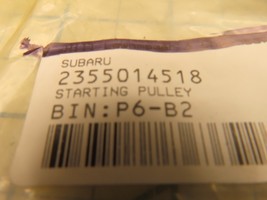 SUBARU
2355014518
STARTING PULLEY
BIN:P6-B2